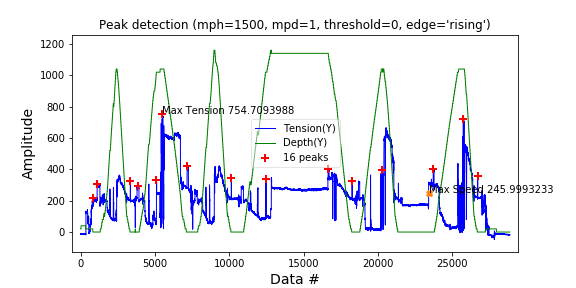 Peak detection (mph=1500, mpd=1, threshold=0, edge='rising')
1200
1000
800
600
400
200
0
Amplitude
Max Tension 754.7093988
Tension(Y)
Depth(Y)
16 peaks
Max Speed 245.9993233
0
5000
10000
15000
20000
25000
Data #